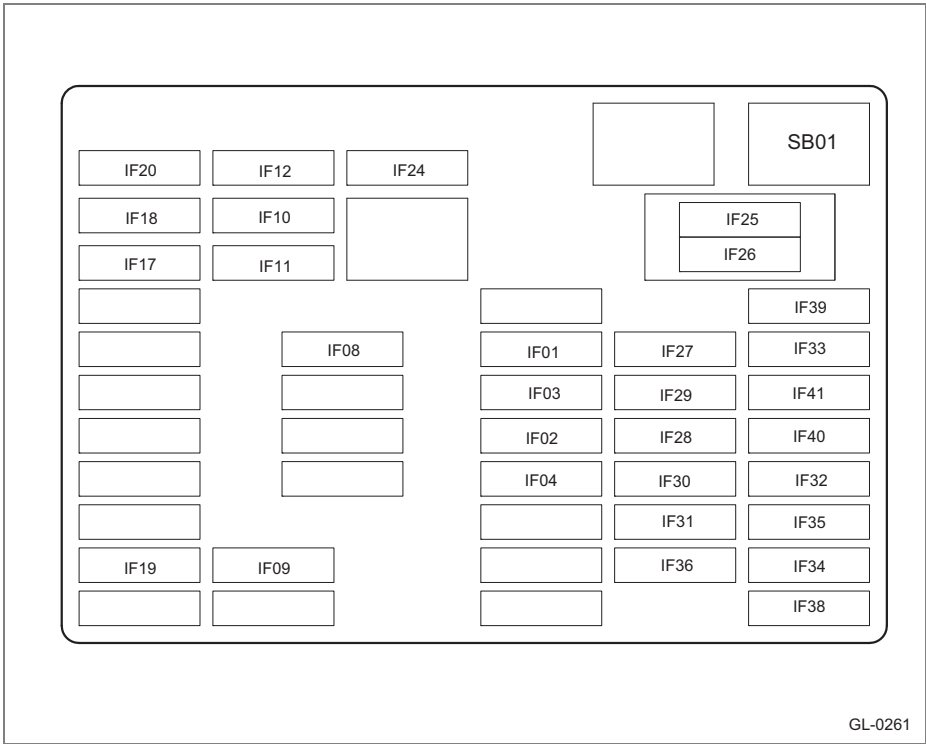 SB01
IF20 IF12 IF24
IF18 IF10 IF25
IF17 IF11 IF26
IF39
IF08 IF01 IF27 IF33
IF03 IF29 IF41
IF02 IF28 IF40
IF04 IF30 IF32
IF31 IF35
IF19 IF09 IF36 IF34
IF38
GL-0261